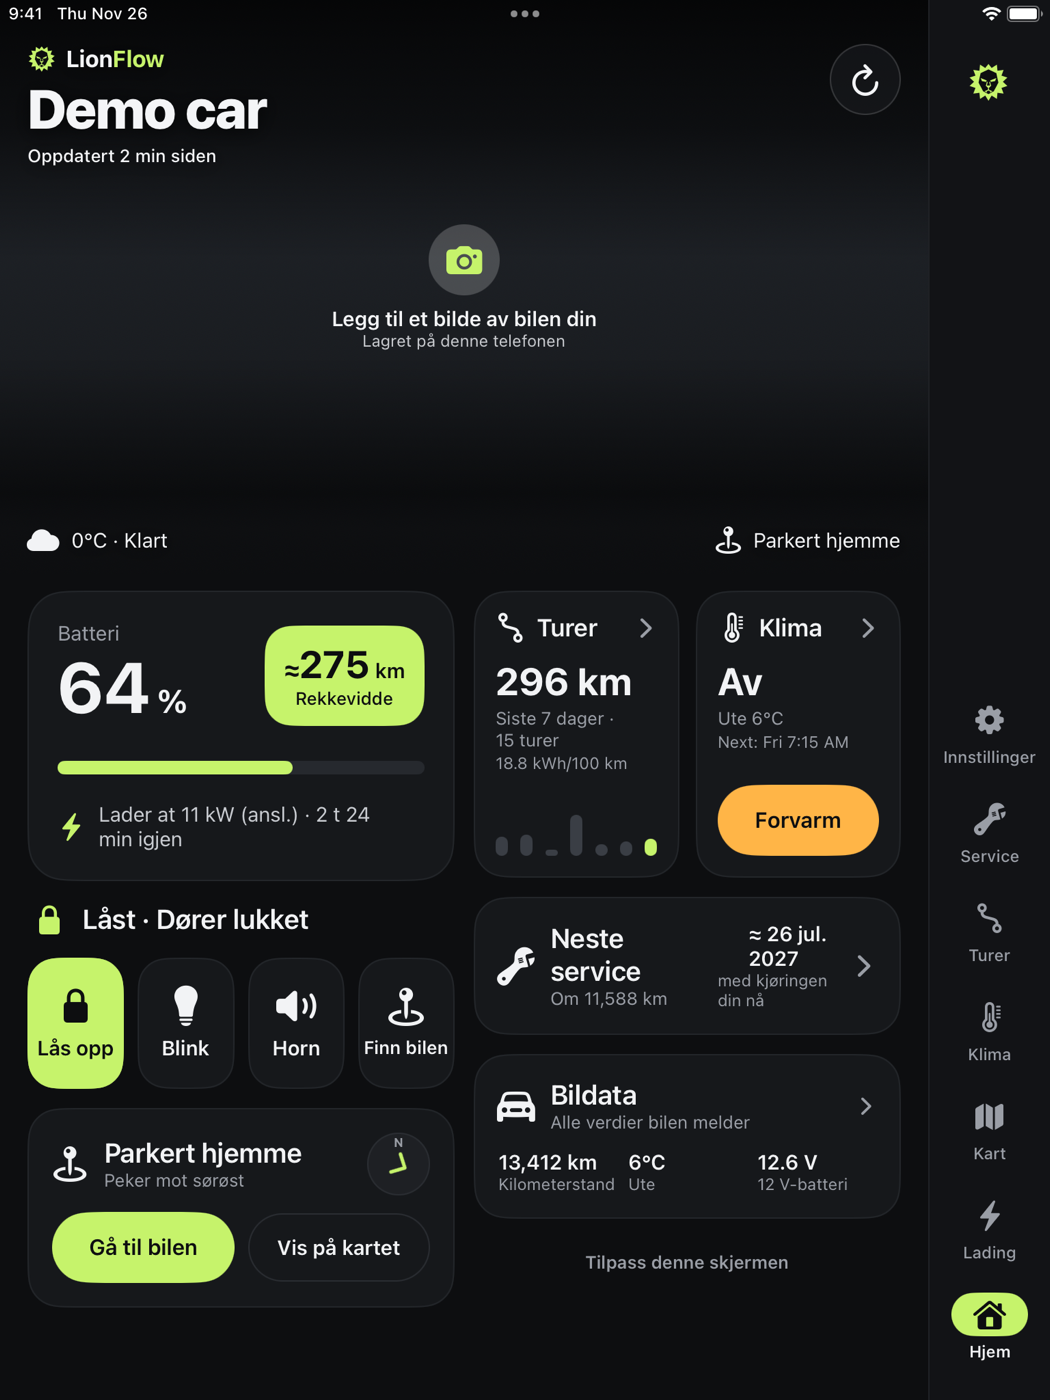 9:41 Thu Nov 26
LionFlow
Demo car
Oppdatert 2 min siden
Legg til et bilde av bilen din
Lagret på denne telefonen
0°C · Klart
Parkert hjemme
Batteri
64 %
≈275 km
Rekkevidde
Lader at 11 kW (ansl.) · 2 t 24
min igjen
Turer
296 km
Siste 7 dager ·
15 turer
18.8 kWh/100 km
Klima
Av
Ute 6°C
Next: Fri 7:15 AM
Forvarm
Låst · Dører lukket
Lås opp
Blink
Horn
Finn bilen
Neste
service
Om 11,588 km
≈ 26 jul.
2027
med kjøringen
din nå
Parkert hjemme
Peker mot sørøst
N
Gå til bilen
Vis på kartet
Bildata
Alle verdier bilen melder
13,412 km
Kilometerstand
6°C
Ute
12.6 V
12 V-batteri
Tilpass denne skjermen
Innstillinger
Service
Turer
Klima
Kart
Lading
Hjem